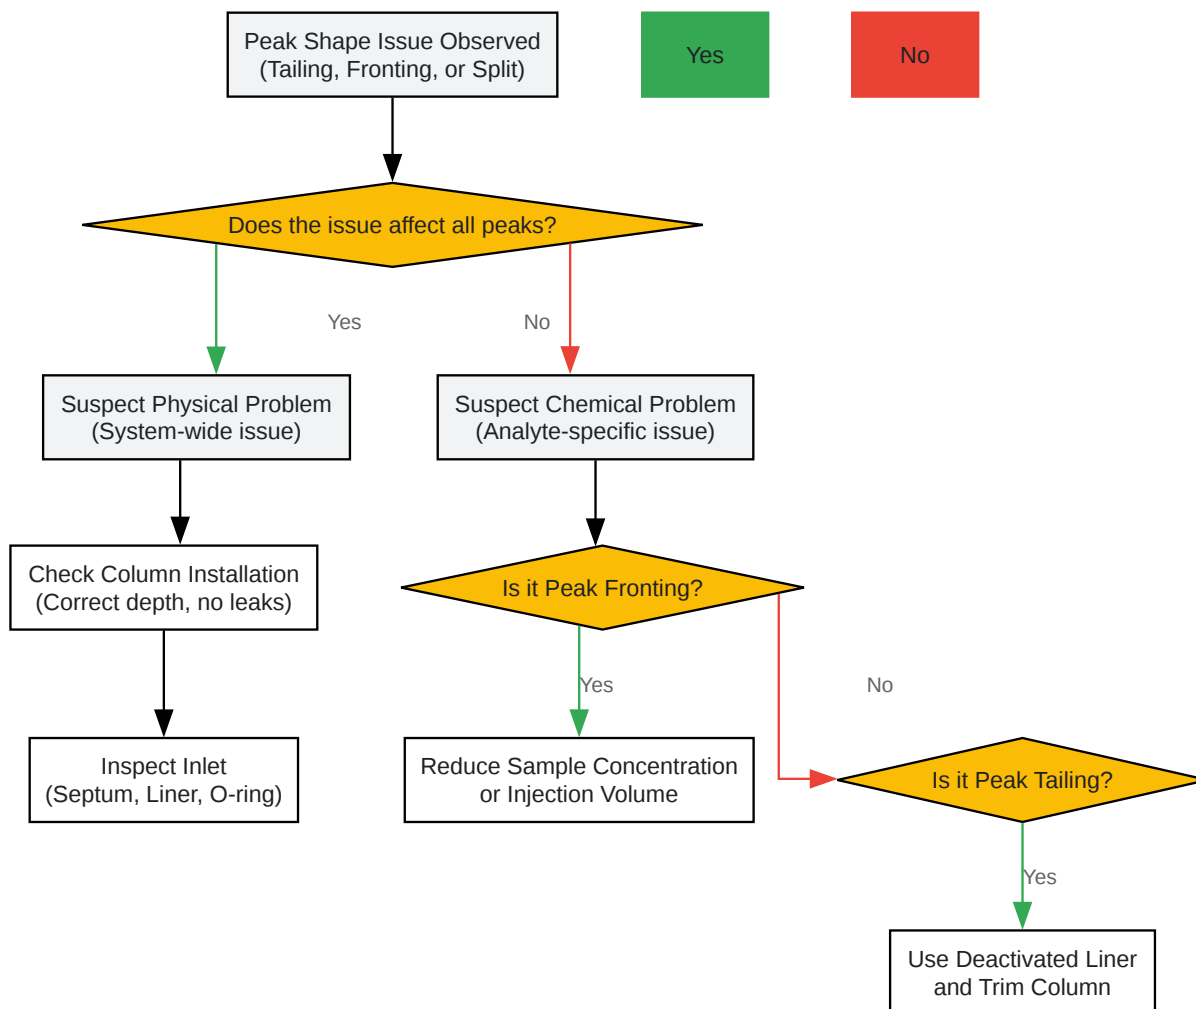 Peak Shape Issue Observed
(Tailing, Fronting, or Split)
Yes
No
Does the issue affect all peaks?
Yes
No
Suspect Physical Problem
(System-wide issue)
Suspect Chemical Problem
(Analyte-specific issue)
Check Column Installation
(Correct depth, no leaks)
Is it Peak Fronting?
Yes
No
Inspect Inlet
(Septum, Liner, O-ring)
Reduce Sample Concentration
or Injection Volume
Is it Peak Tailing?
Yes
Use Deactivated Liner
and Trim Column